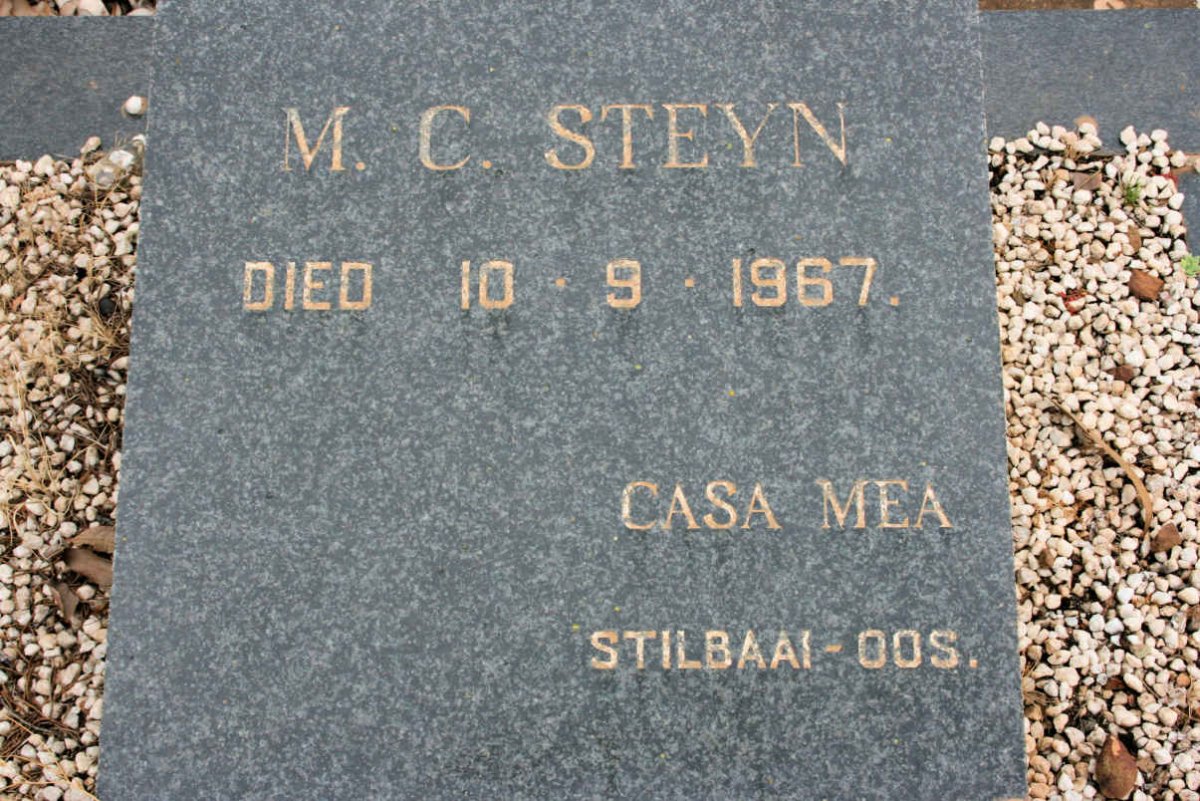 M. C. STEYN
DIED 10 · 9 · 1967.
CASA MEA
STILBAAI - OOS.